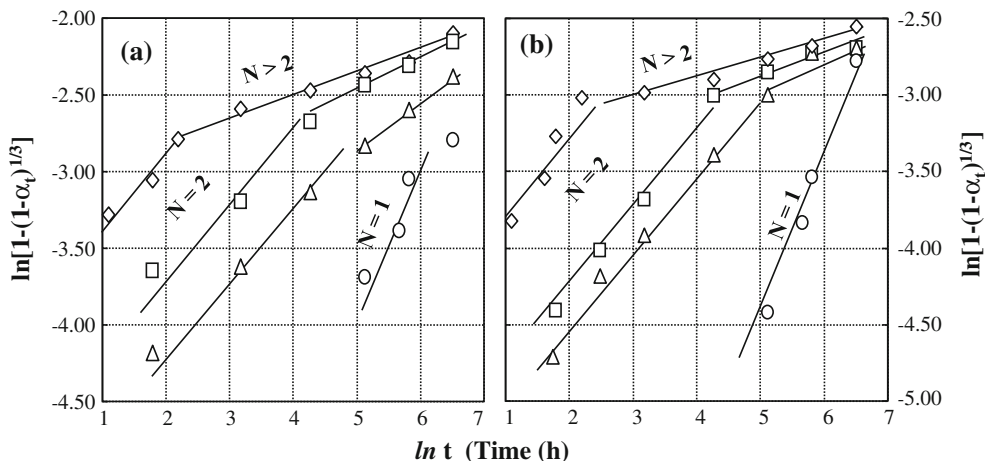 (a)
(b)
-2.00
-2.50
-3.00
-3.50
-4.00
-4.50
ln[1-(1-αt)1/3]
N > 2
N = 2
N = 1
1 2 3 4 5 6 7
N > 2
N = 2
N = 1
1 2 3 4 5 6 7
-2.50
-3.00
-3.50
-4.00
-4.50
-5.00
ln[1-(1-αt)1/3]
ln t (Time (h)